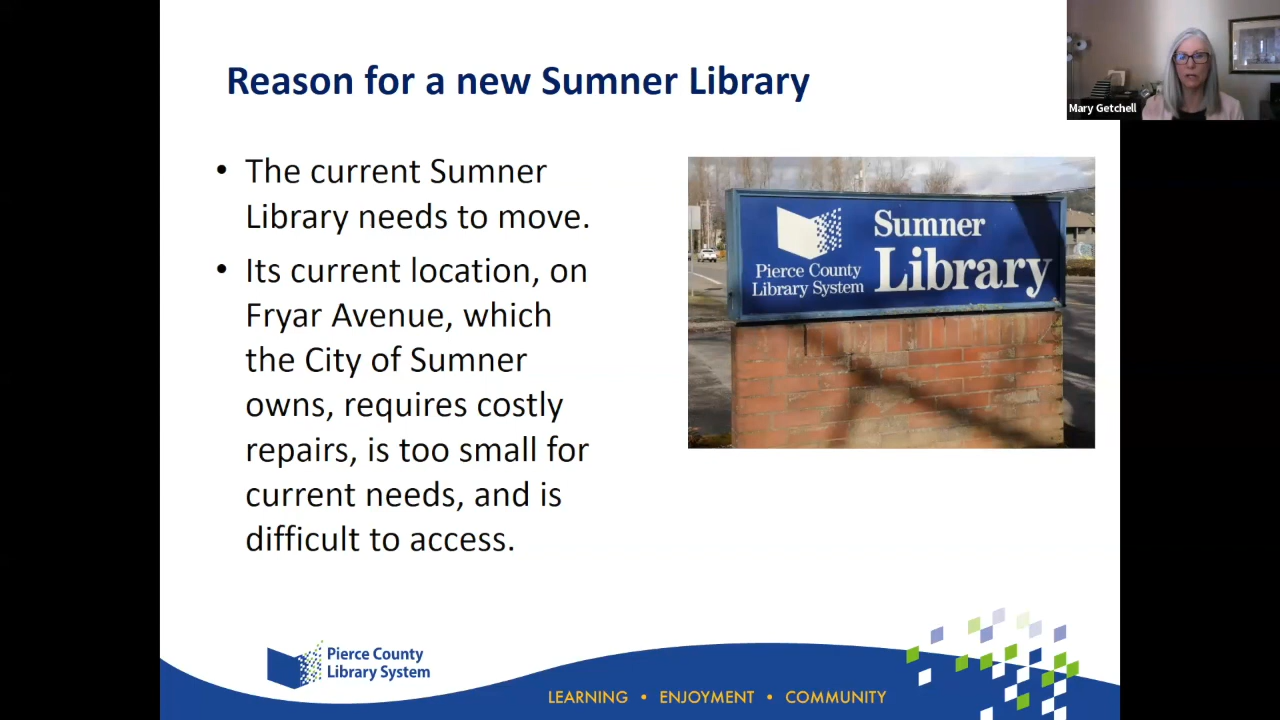 Reason for a new Sumner Library
Mary Getchell
• The current Sumner
Library needs to move.
• Its current location, on
Fryar Avenue, which
the City of Sumner
owns, requires costly
repairs, is too small for
current needs, and is
difficult to access.
Sumner
Library
Pierce County
Library System
Pierce County
Library System
LEARNING • ENJOYMENT • COMMUNITY